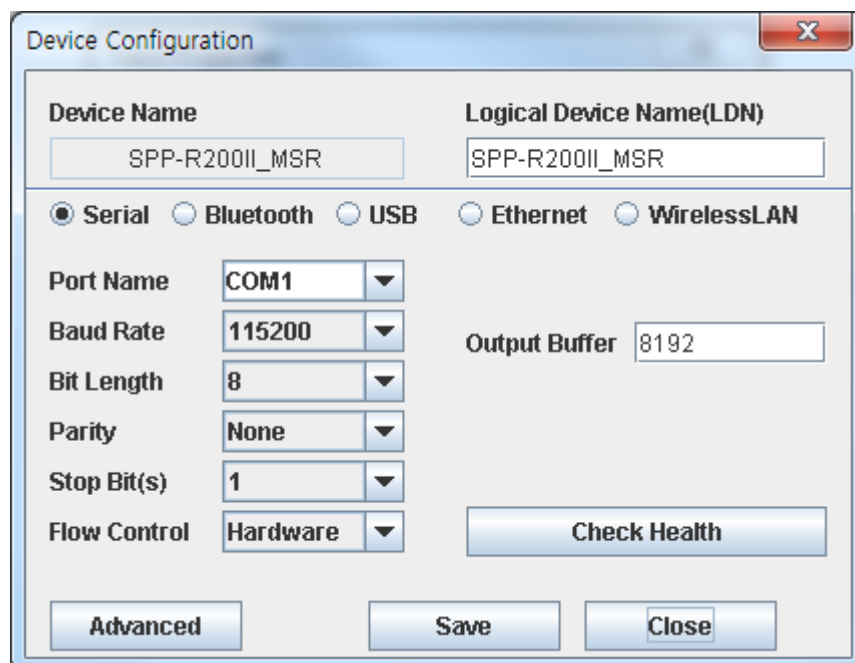 Device Configuration
Device Name
Logical Device Name(LDN)
SPP-R200II_MSR
SPP-R200II_MSR
Serial Bluetooth USB Ethernet WirelessLAN
Port Name COM1
Baud Rate 115200
Output Buffer 8192
Bit Length 8
Parity None
Stop Bit(s) 1
Flow Control Hardware
Check Health
Advanced Save Close